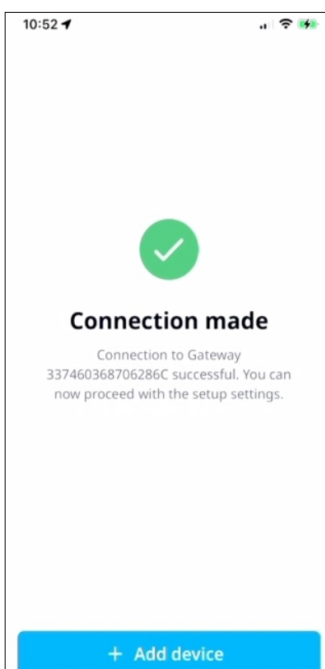 10:52
Connection made
Connection to Gateway
337460368706286C successful. You can
now proceed with the setup settings.
+ Add device